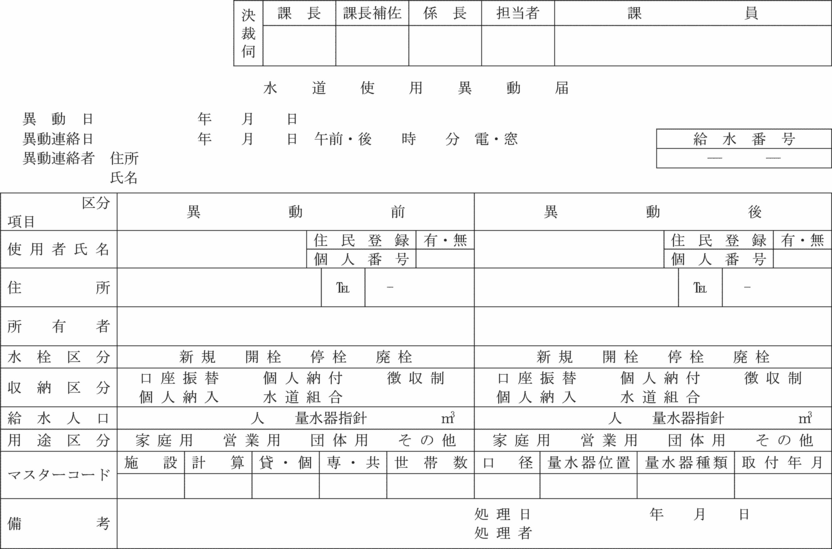 決裁伺 課長 課長補佐 係長 担当者 課員
水道使用異動届
異動日 年 月 日
異動連絡日 年 月 日 午前・後 時 分 電・窓
給水番号
異動連絡者 住所
― ―
氏名
区分
項目
異動前 異動後
使用者氏名 住民登録 有・無 住民登録 有・無
個人番号 個人番号
住所 ℡ － ℡ －
所有者
水栓区分 新規 開栓 停栓 廃栓 新規 開栓 停栓 廃栓
収納区分 口座振替 個人納付 徴収制 口座振替 個人納付 徴収制
個人納入 水道組合 個人納入 水道組合
給水人口 人 量水器指針 ㎥ 人 量水器指針 ㎥
用途区分 家庭用 営業用 団体用 その他 家庭用 営業用 団体用 その他
マスターコード 施設 計算 貸・個 専・共 世帯数 口径 量水器位置 量水器種類 取付年月
備考 処理日 年 月 日
処理者